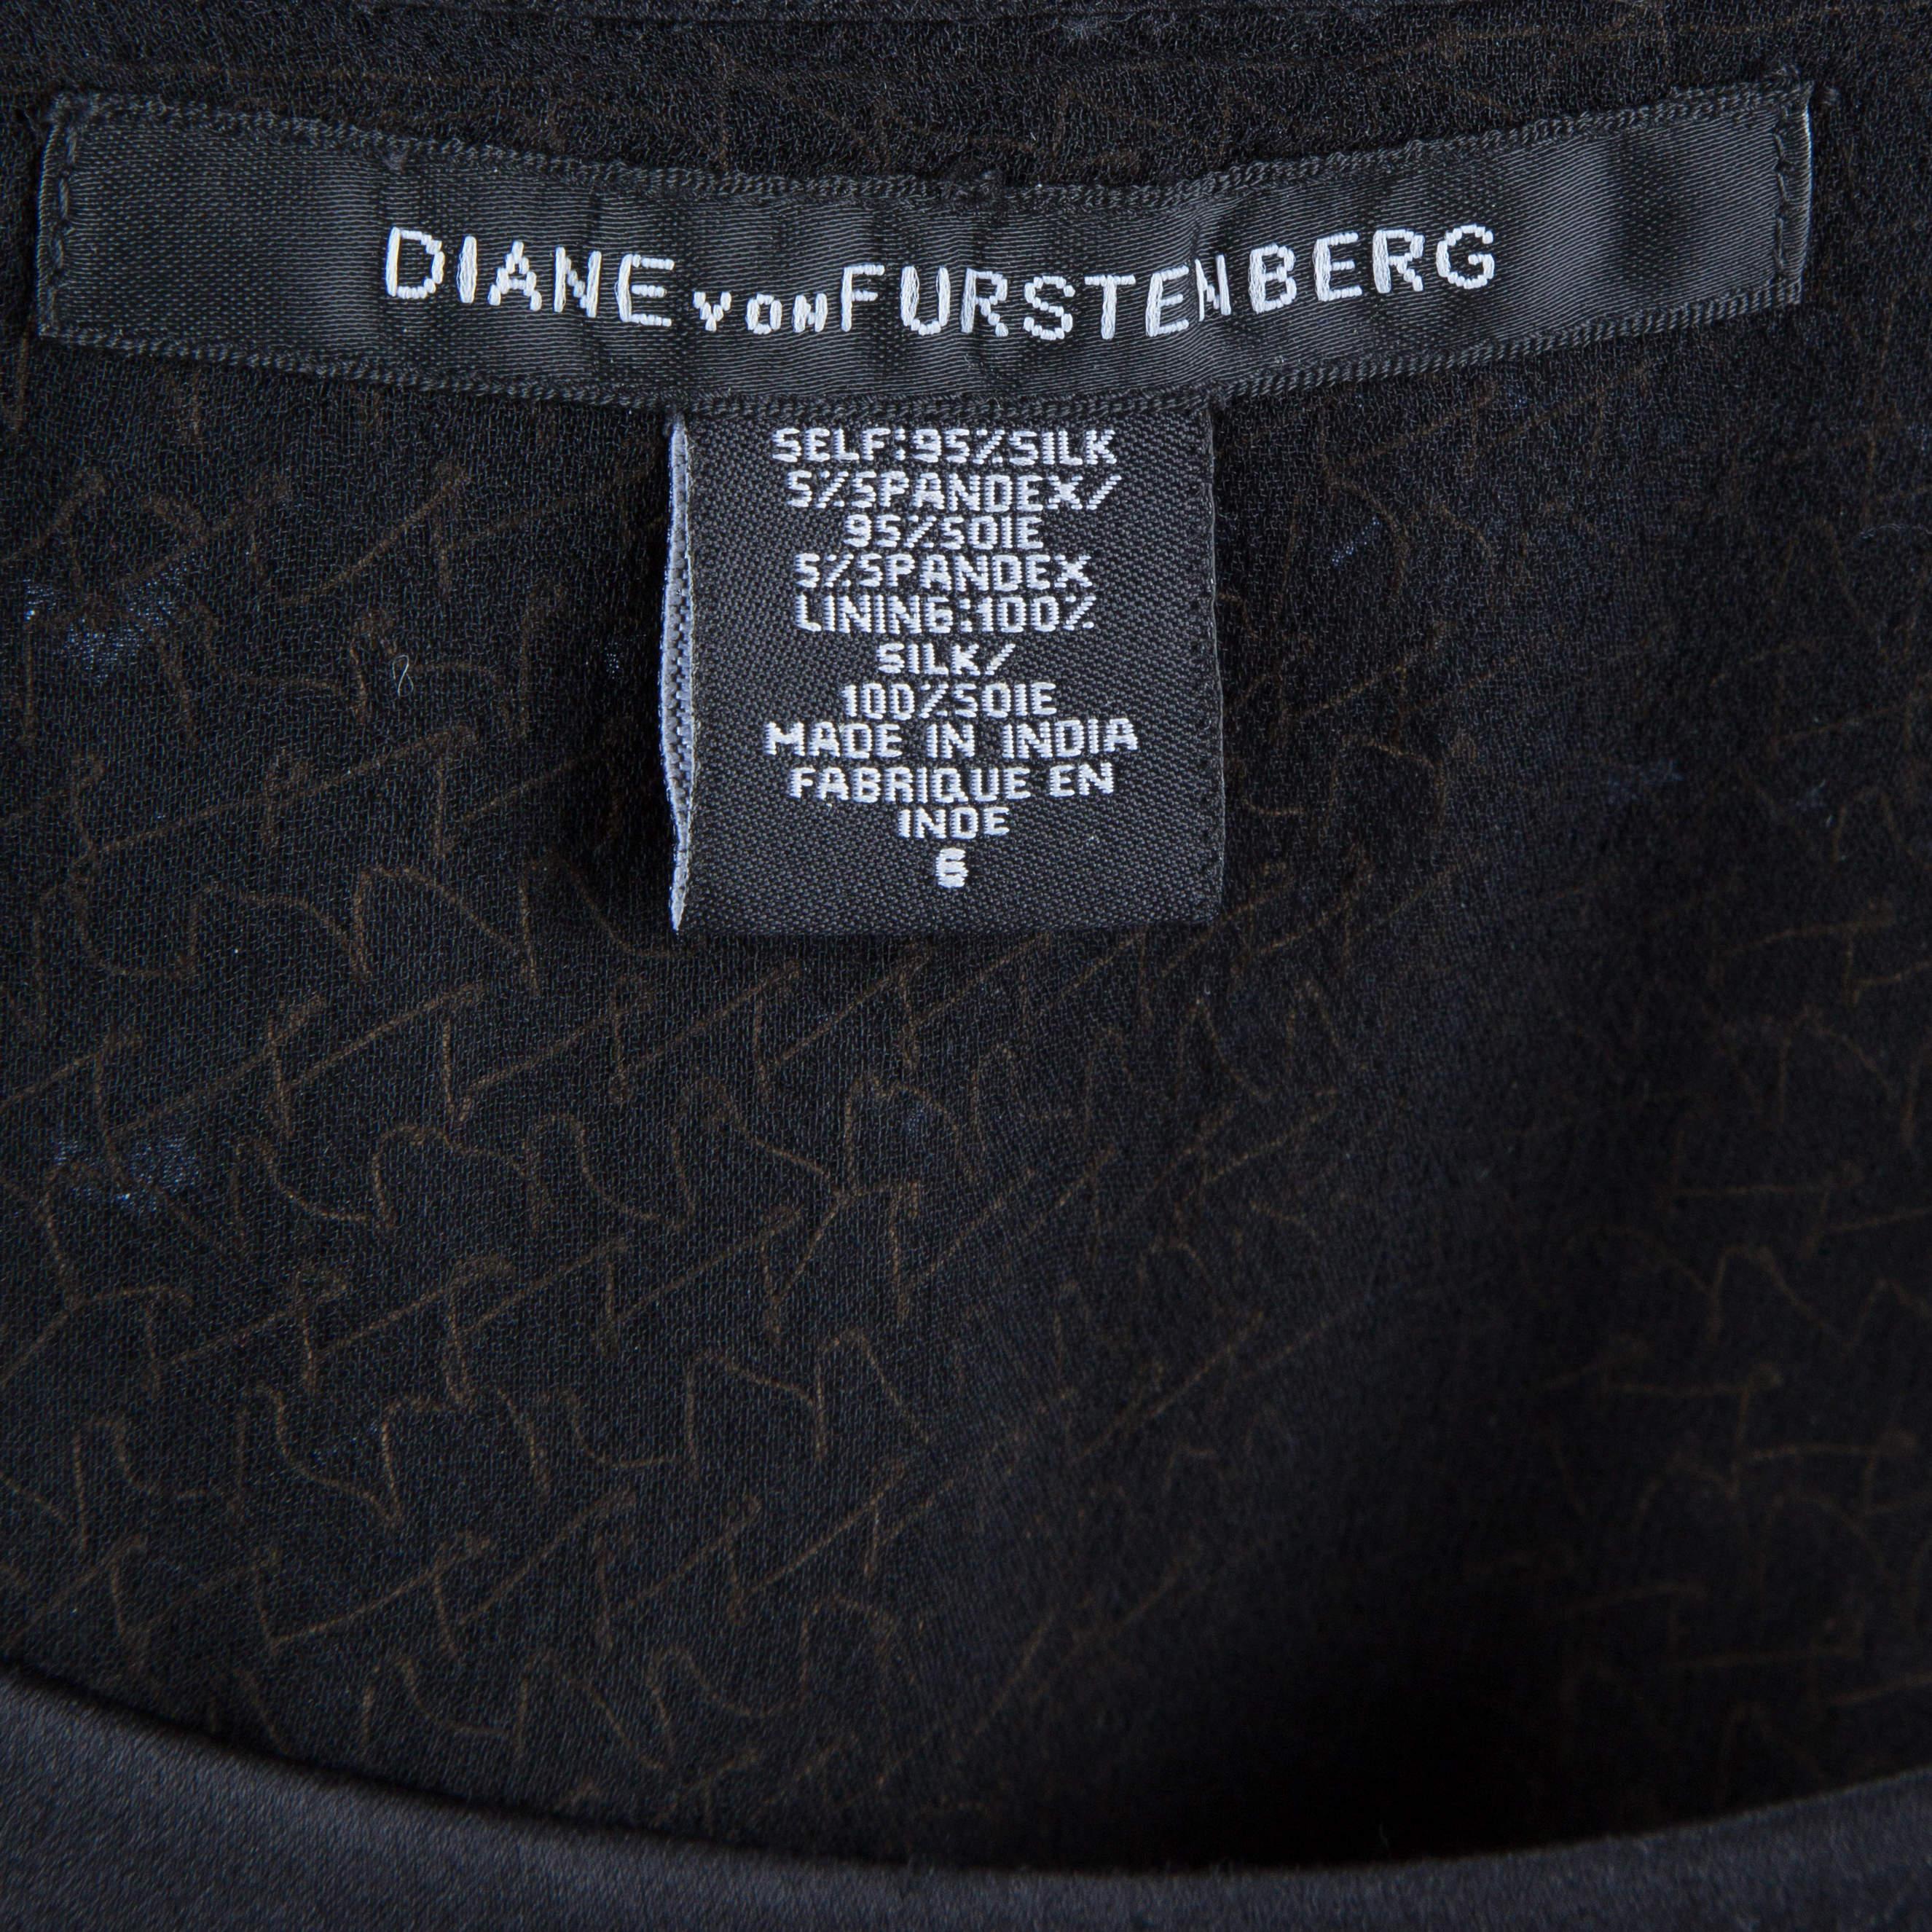 DIANE von FURSTENBERG
SELF:95%SILK
5%SPANDEX/
95%SOIE
5%SPANDEX
LINING:100%
SILK/
100%SOIE
MADE IN INDIA
FABRIQUE EN
INDE
6